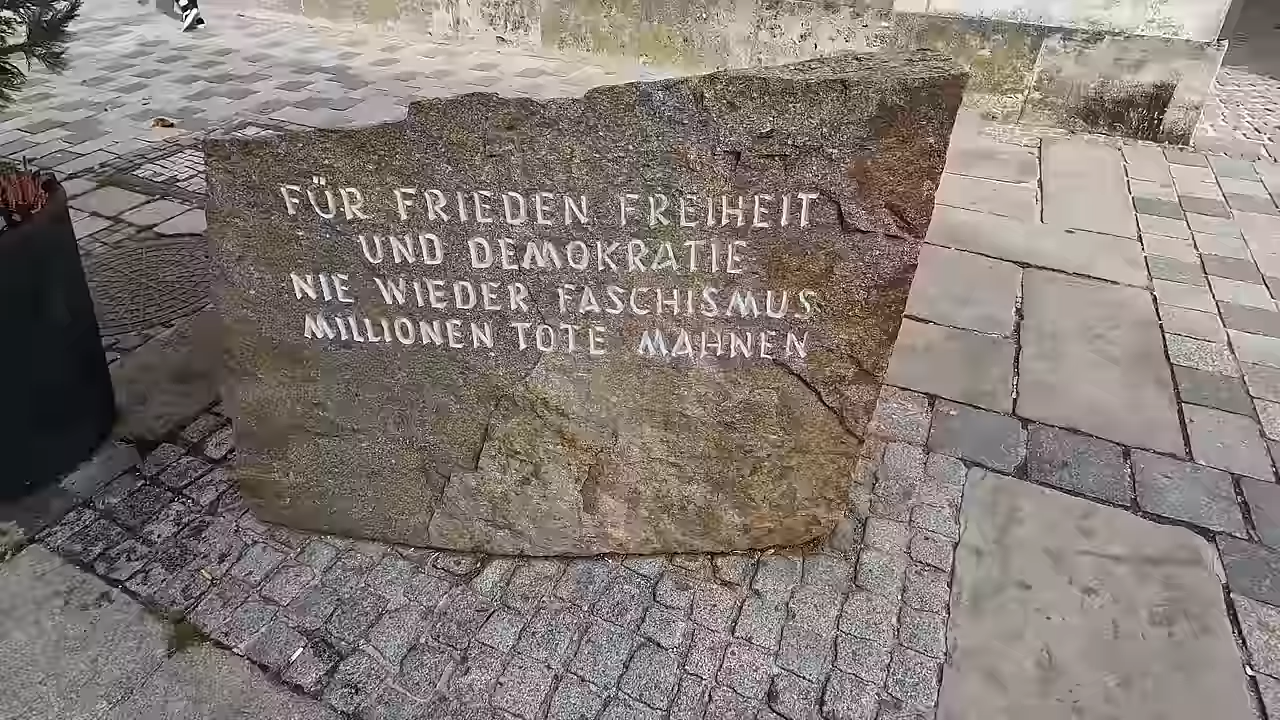 FÜR FRIEDEN FREIHEIT
UND DEMOKRATIE
NIE WIEDER FASCHISMUS
MILLIONEN TOTE MAHNEN